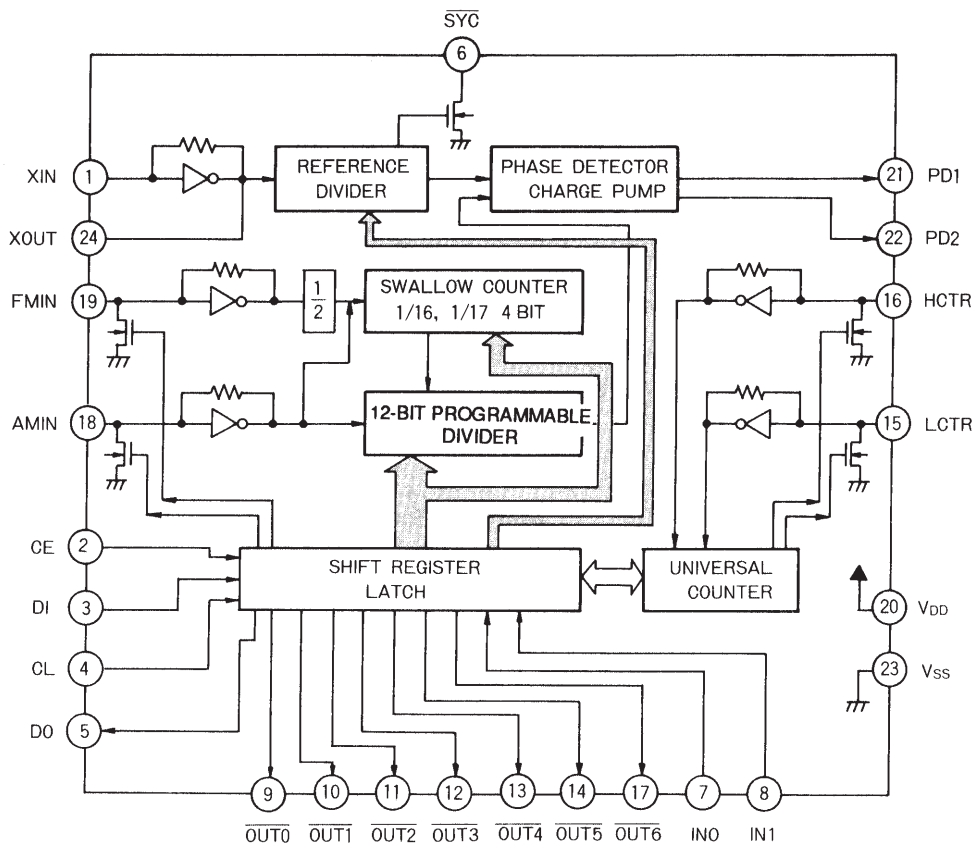 SYC
6
XIN
1
REFERENCE
DIVIDER
PHASE DETECTOR
CHARGE PUMP
21
PD1
XOUT
24
22
PD2
FMIN
19
1
2
SWALLOW COUNTER
1/16, 1/17 4 BIT
16
HCTR
AMIN
18
12-BIT PROGRAMMABLE
DIVIDER
15
LCTR
CE
2
SHIFT REGISTER
LATCH
UNIVERSAL
COUNTER
DI
3
20
VDD
CL
4
23
VSS
DO
5
9
10
11
12
13
14
17
7
8
OUT0
OUT1
OUT2
OUT3
OUT4
OUT5
OUT6
IN0
IN1